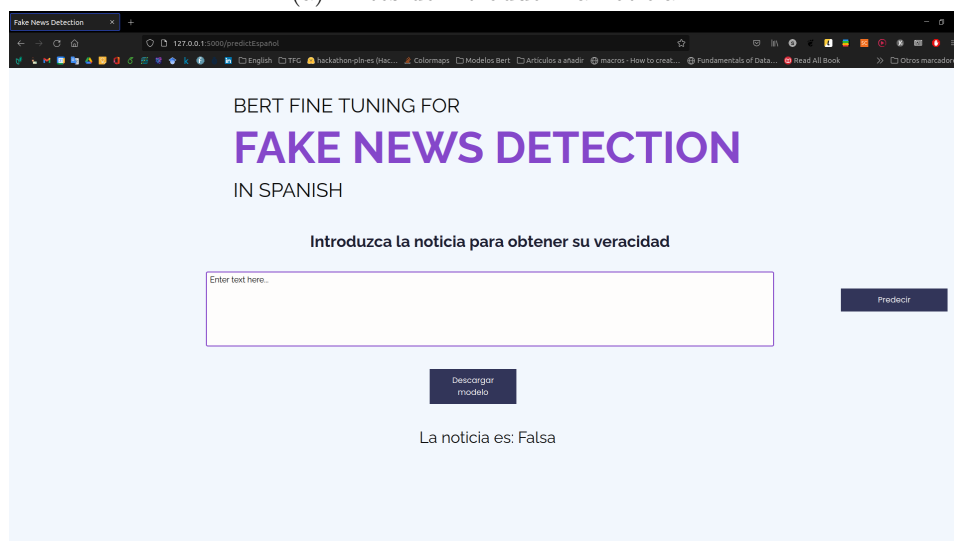 Fake News Detection
127.0.0.1:5000/predictEspañol
English
TFG
hackathon-pln-es (Hac...
Colormaps
Modelos Bert
Artículos a añadir
macros - How to creat...
Fundamentals of Data...
Read All Book
Otros marcadore
BERT FINE TUNING FOR
FAKE NEWS DETECTION
IN SPANISH
Introduzca la noticia para obtener su veracidad
Enter text here...
Predecir
Descargar
modelo
La noticia es: Falsa